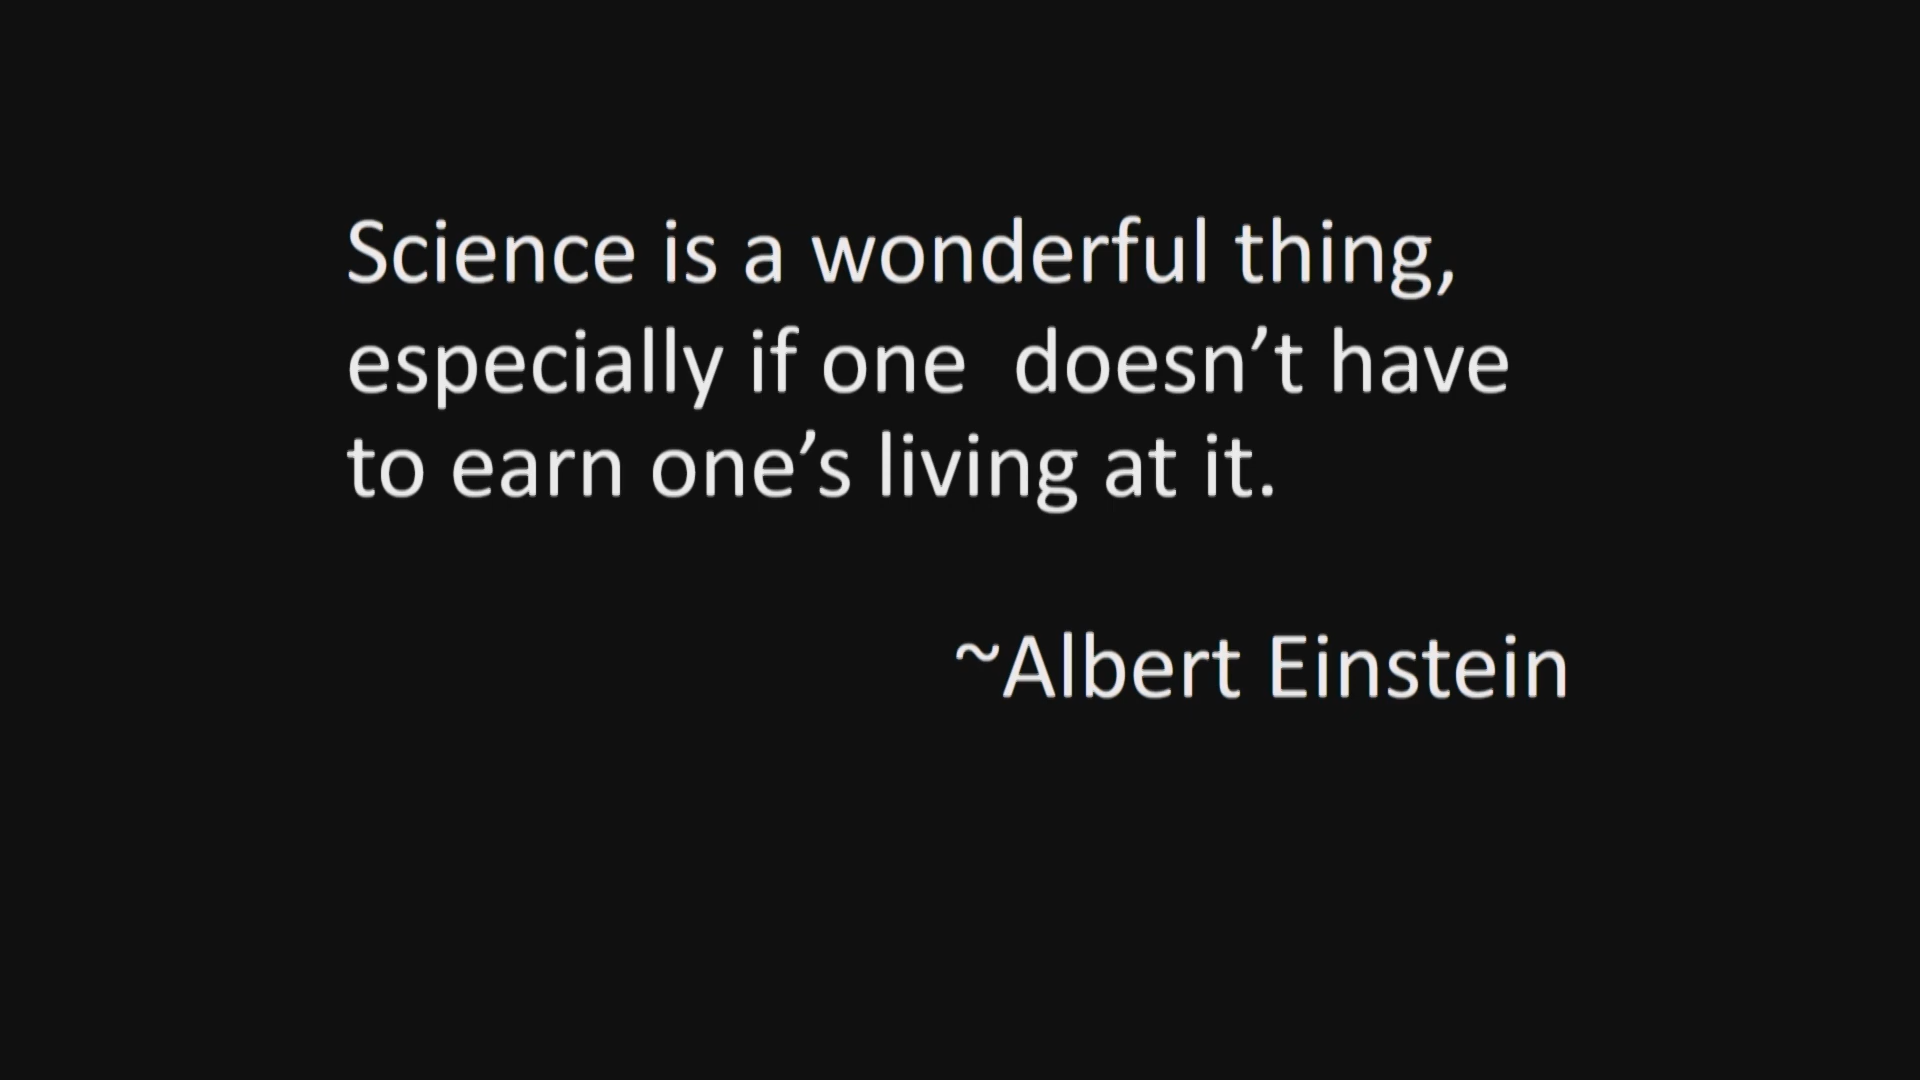 Science is a wonderful thing,
especially if one  doesn’t have
to earn one’s living at it.
~Albert Einstein